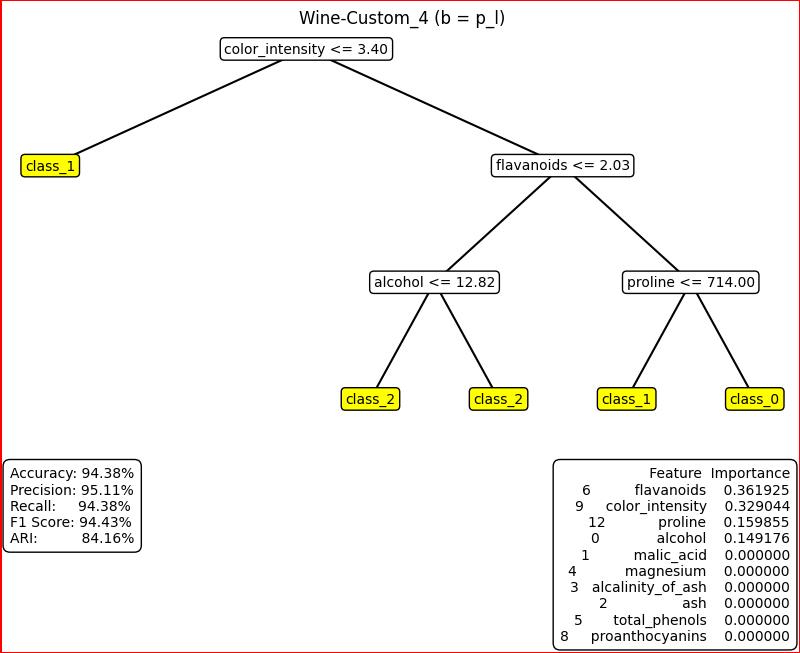 Wine-Custom_4 (b = p_l)
color_intensity <= 3.40
class_1
flavanoids <= 2.03
alcohol <= 12.82
proline <= 714.00
class_2
class_2
class_1
class_0
Accuracy: 94.38%
Precision: 95.11%
Recall: 94.38%
F1 Score: 94.43%
ARI: 84.16%
Feature Importance
6 flavanoids 0.361925
9 color_intensity 0.329044
12 proline 0.159855
0 alcohol 0.149176
1 malic_acid 0.000000
4 magnesium 0.000000
3 alcalinity_of_ash 0.000000
2 ash 0.000000
5 total_phenols 0.000000
8 proanthocyanins 0.000000